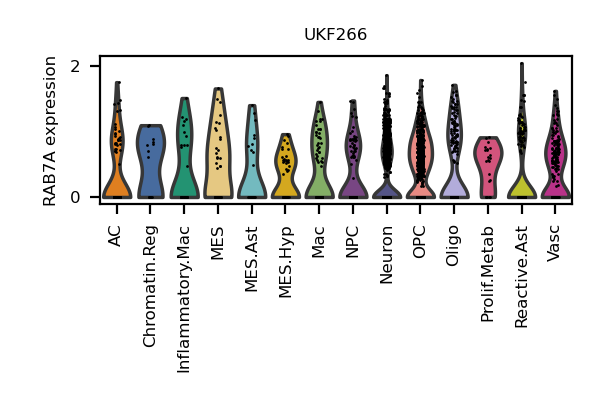 UKF266
RAB7A expression
2
0
AC
Chromatin.Reg
Inflammatory.Mac
MES
MES.Ast
MES.Hyp
Mac
NPC
Neuron
OPC
Oligo
Prolif.Metab
Reactive.Ast
Vasc